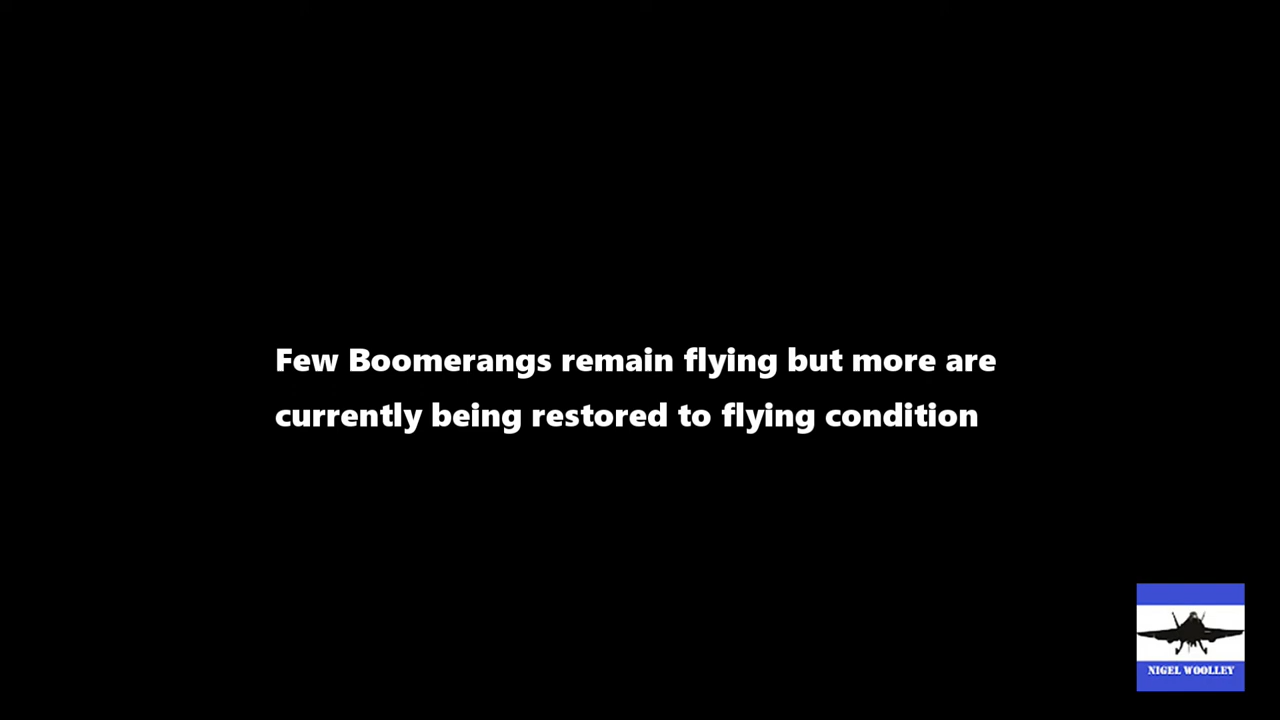 Few Boomerangs remain flying but more are
currently being restored to flying condition
NIGEL WOOLLEY